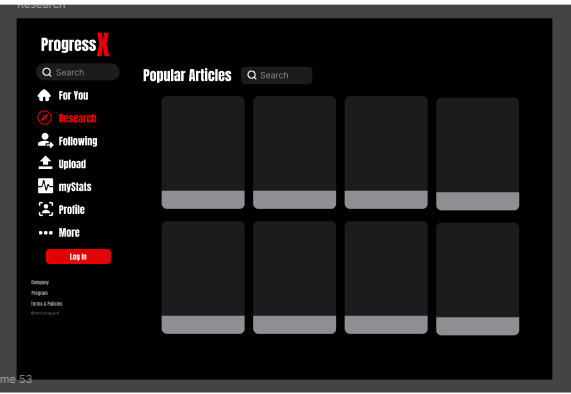 Research
ProgressX
Search
For You
Research
Following
Upload
myStats
Profile
More
Log In
Company
Program
Terms & Policies
Popular Articles
Search
me 53